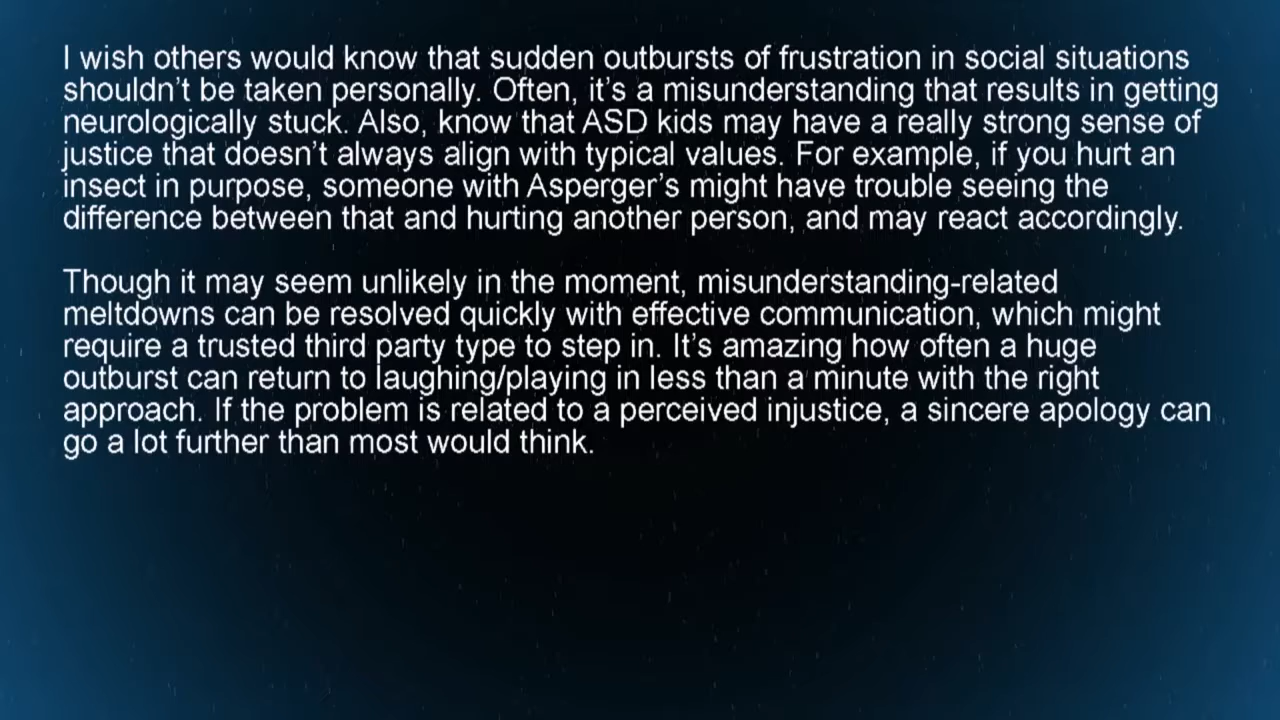 I wish others would know that sudden outbursts of frustration in social situations
shouldn’t be taken personally. Often, it’s a misunderstanding that results in getting
neurologically stuck. Also, know that ASD kids may have a really strong sense of
justice that doesn’t always align with typical values. For example, if you hurt an
insect in purpose, someone with Asperger’s might have trouble seeing the
difference between that and hurting another person, and may react accordingly.
Though it may seem unlikely in the moment, misunderstanding-related
meltdowns can be resolved quickly with effective communication, which might
require a trusted third party type to step in. It’s amazing how often a huge
outburst can return to laughing/playing in less than a minute with the right
approach. If the problem is related to a perceived injustice, a sincere apology can
go a lot further than most would think.